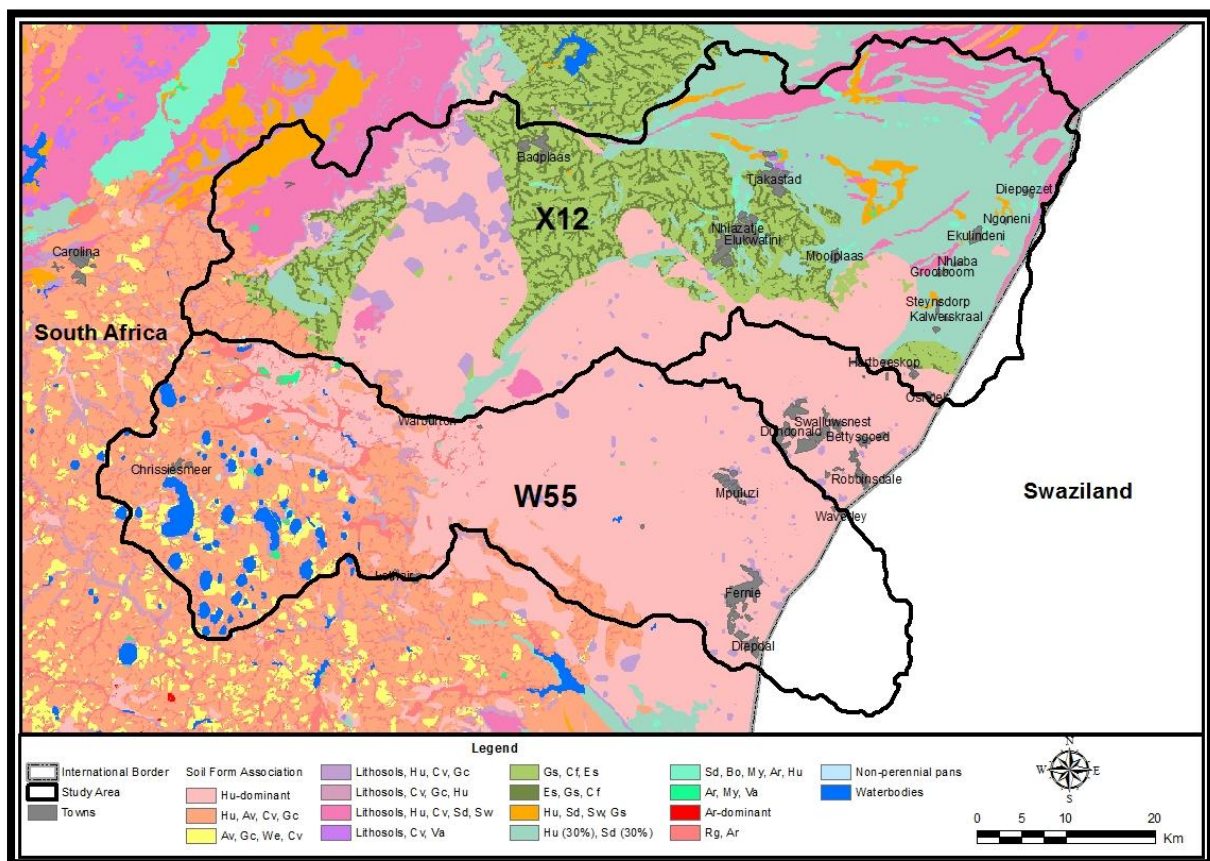 Badplaas
Tjakastad
X12
Diepgezet
Ngoneni
Nhlazatje
Elukwatini
Ekulindeni
Carolina
Mooiplaas
Nhlaba
Grootboom
Steynsdorp
Kalwerskraal
South Africa
Hartbeeskop
Oshoek
Warburton
Swalluwsnest
Dundonald
Bettysgoed
Chrissiesmeer
Robbinsdale
Mpuluzi
W55
Swaziland
Waverley
Lothair
Fernie
Diepdal
Legend
International Border
Study Area
Towns
Soil Form Association
Hu-dominant
Hu, Av, Cv, Gc
Av, Gc, We, Cv
Lithosols, Hu, Cv, Gc
Lithosols, Cv, Gc, Hu
Lithosols, Hu, Cv, Sd, Sw
Lithosols, Cv, Va
Gs, Cf, Es
Es, Gs, Cf
Hu, Sd, Sw, Gs
Hu (30%), Sd (30%)
Sd, Bo, My, Ar, Hu
Ar, My, Va
Ar-dominant
Rg, Ar
Non-perennial pans
Waterbodies
N
W E
S
0 5 10 20
Km